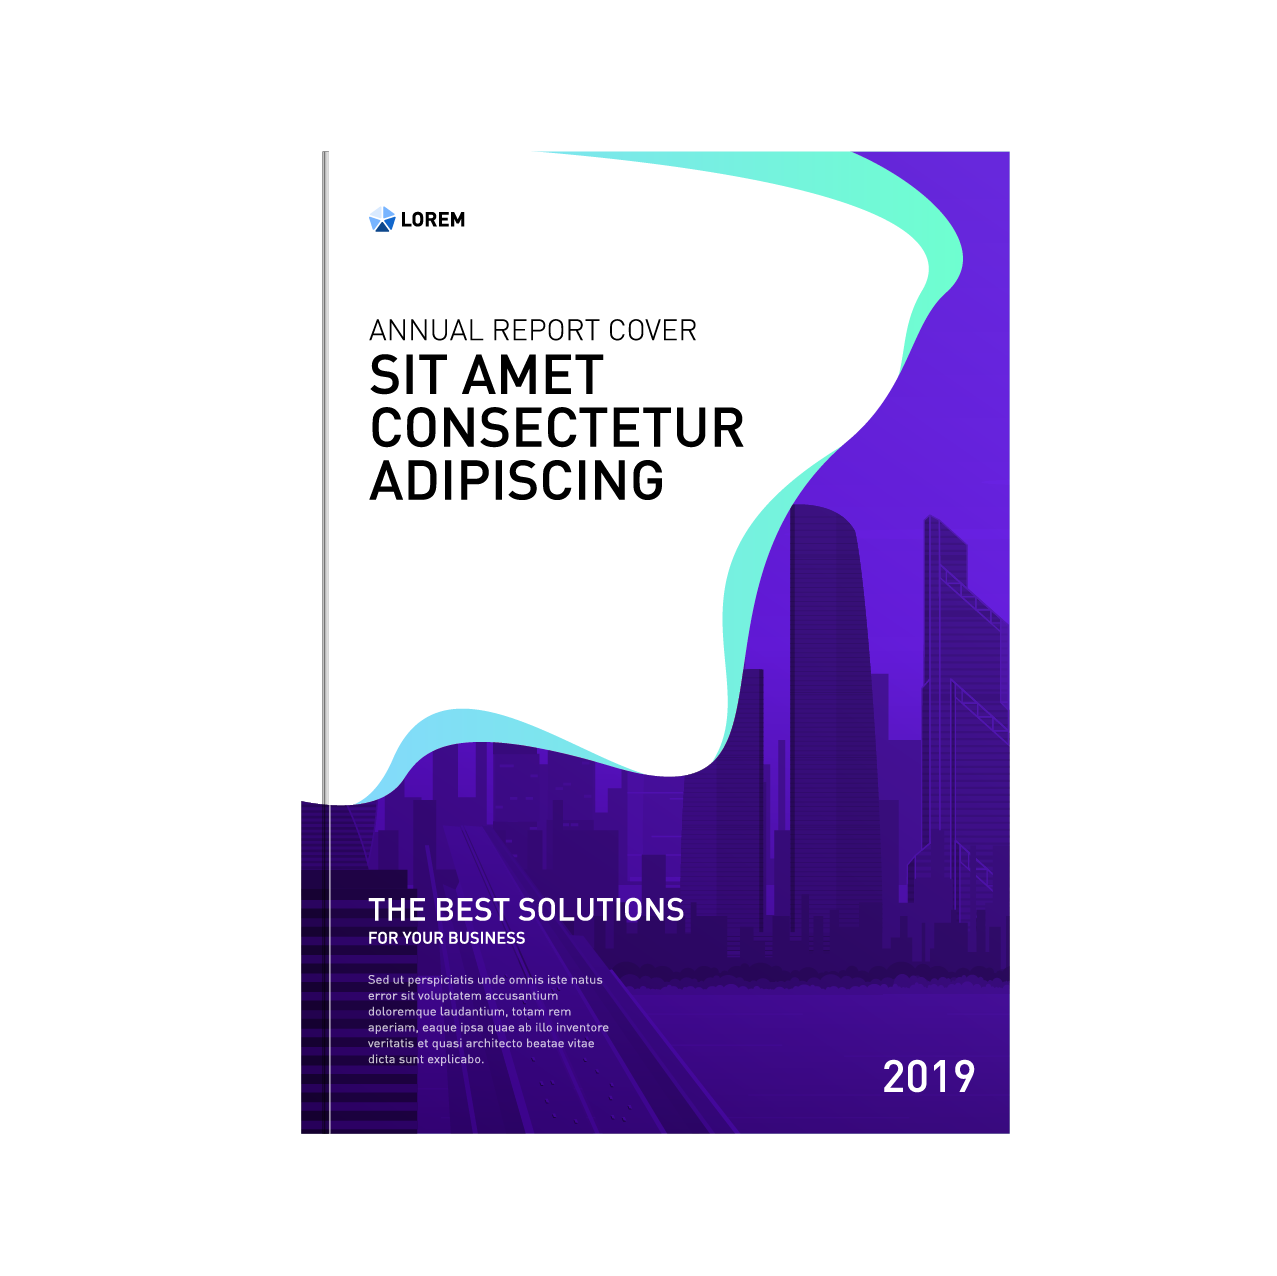 LOREM
ANNUAL REPORT COVER
SIT AMET
CONSECTETUR
ADIPISCING
THE BEST SOLUTIONS
FOR YOUR BUSINESS
Sed ut perspiciatis unde omnis iste natus
error sit voluptatem accusantium
doloremque laudantium, totam rem
aperiam, eaque ipsa quae ab illo inventore
veritatis et quasi architecto beatae vitae
dicta sunt explicabo.
2019